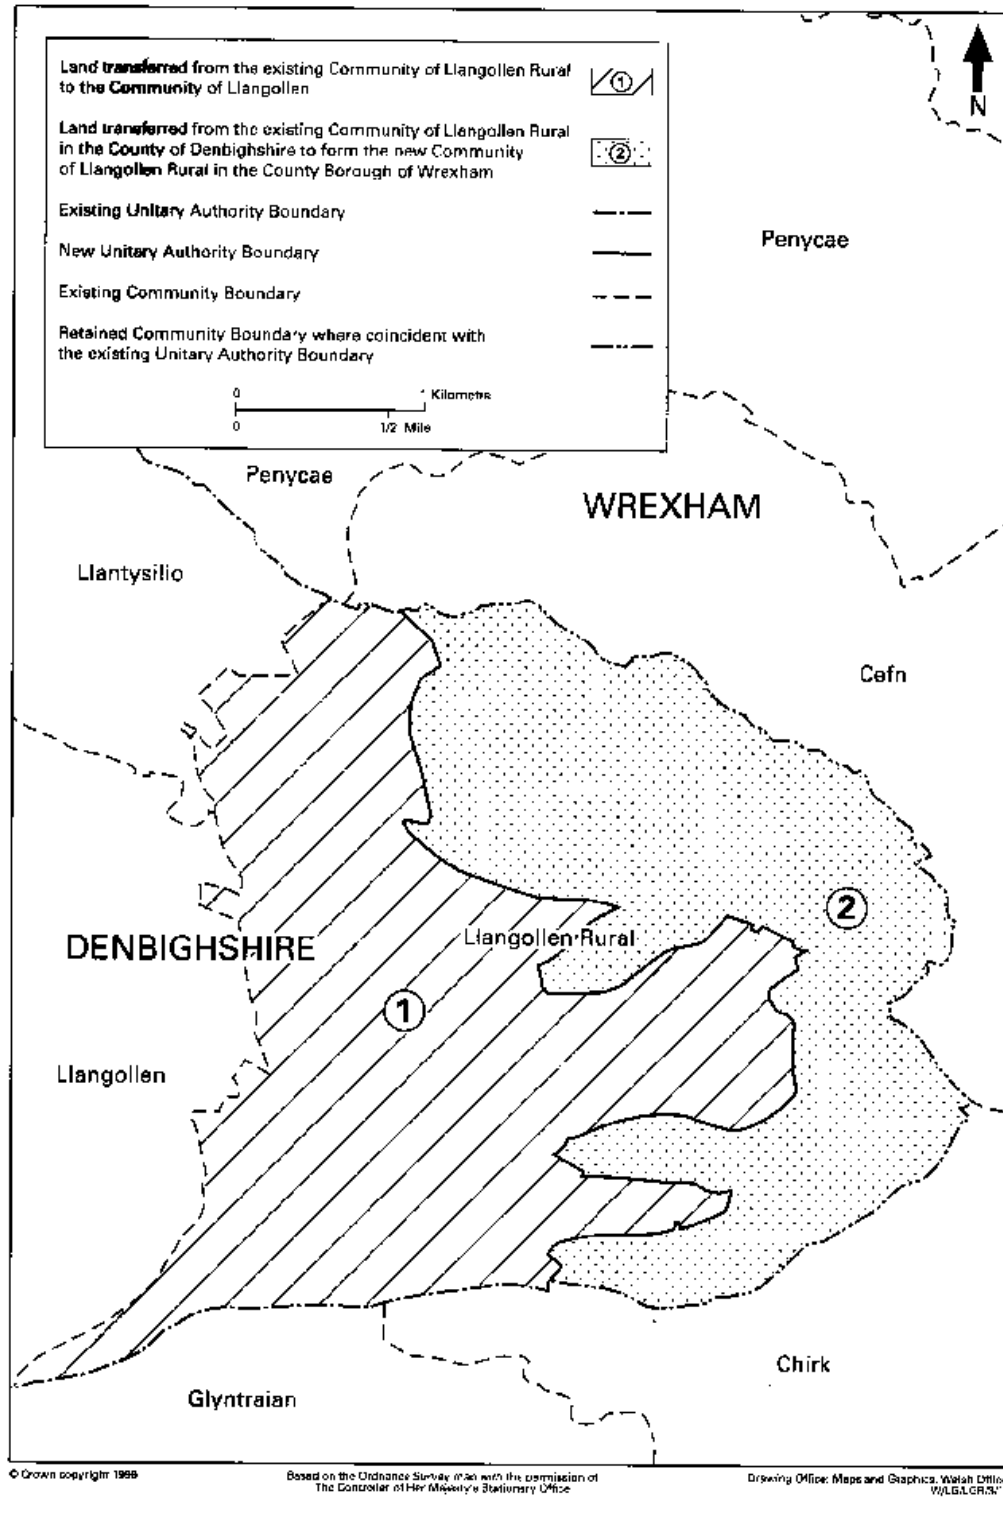 Land transferred from the existing Community of Llangollen Rural
to the Community of Llangollen
1
Land transferred from the existing Community of Llangollen Rural
in the County of Denbighshire to form the new Community
of Llangollen Rural in the County Borough of Wrexham
2
Existing Unitary Authority Boundary
New Unitary Authority Boundary
Existing Community Boundary
Retained Community Boundary where coincident with
the existing Unitary Authority Boundary
0 1 Kilometre
0 1/2 Mile
N
Penycae
Penycae
WREXHAM
Llantysilio
Cefn
2
Llangollen Rural
DENBIGHSHIRE
1
Llangollen
Chirk
Glyntraian
© Crown copyright 1996
Based on the Ordnance Survey map with the permission of
The Controller of Her Majesty's Stationary Office
Drawing Office: Maps and Graphics, Welsh Office